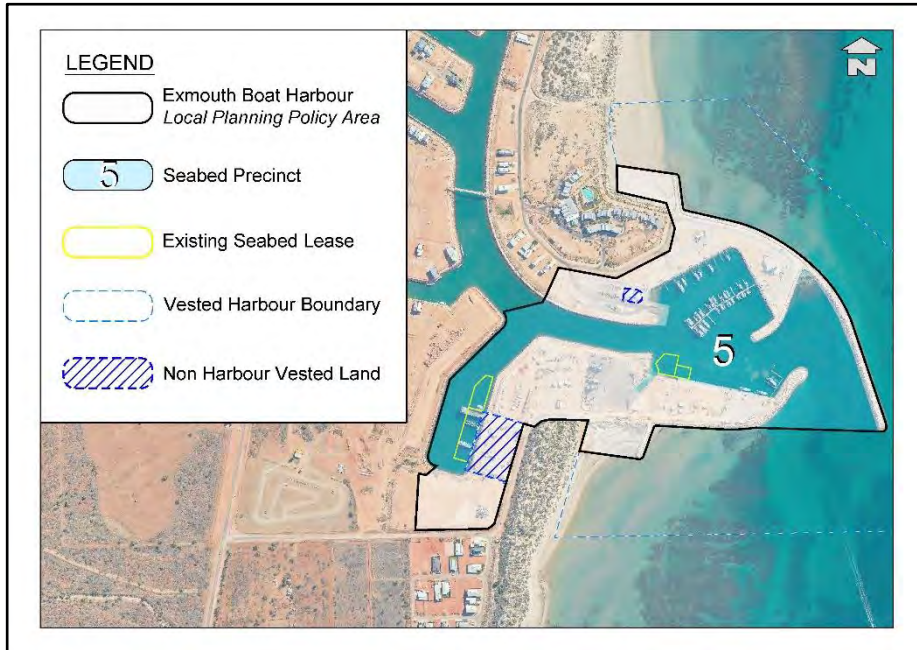 LEGEND
Exmouth Boat Harbour
Local Planning Policy Area
5
Seabed Precinct
Existing Seabed Lease
Vested Harbour Boundary
Non Harbour Vested Land
N
5